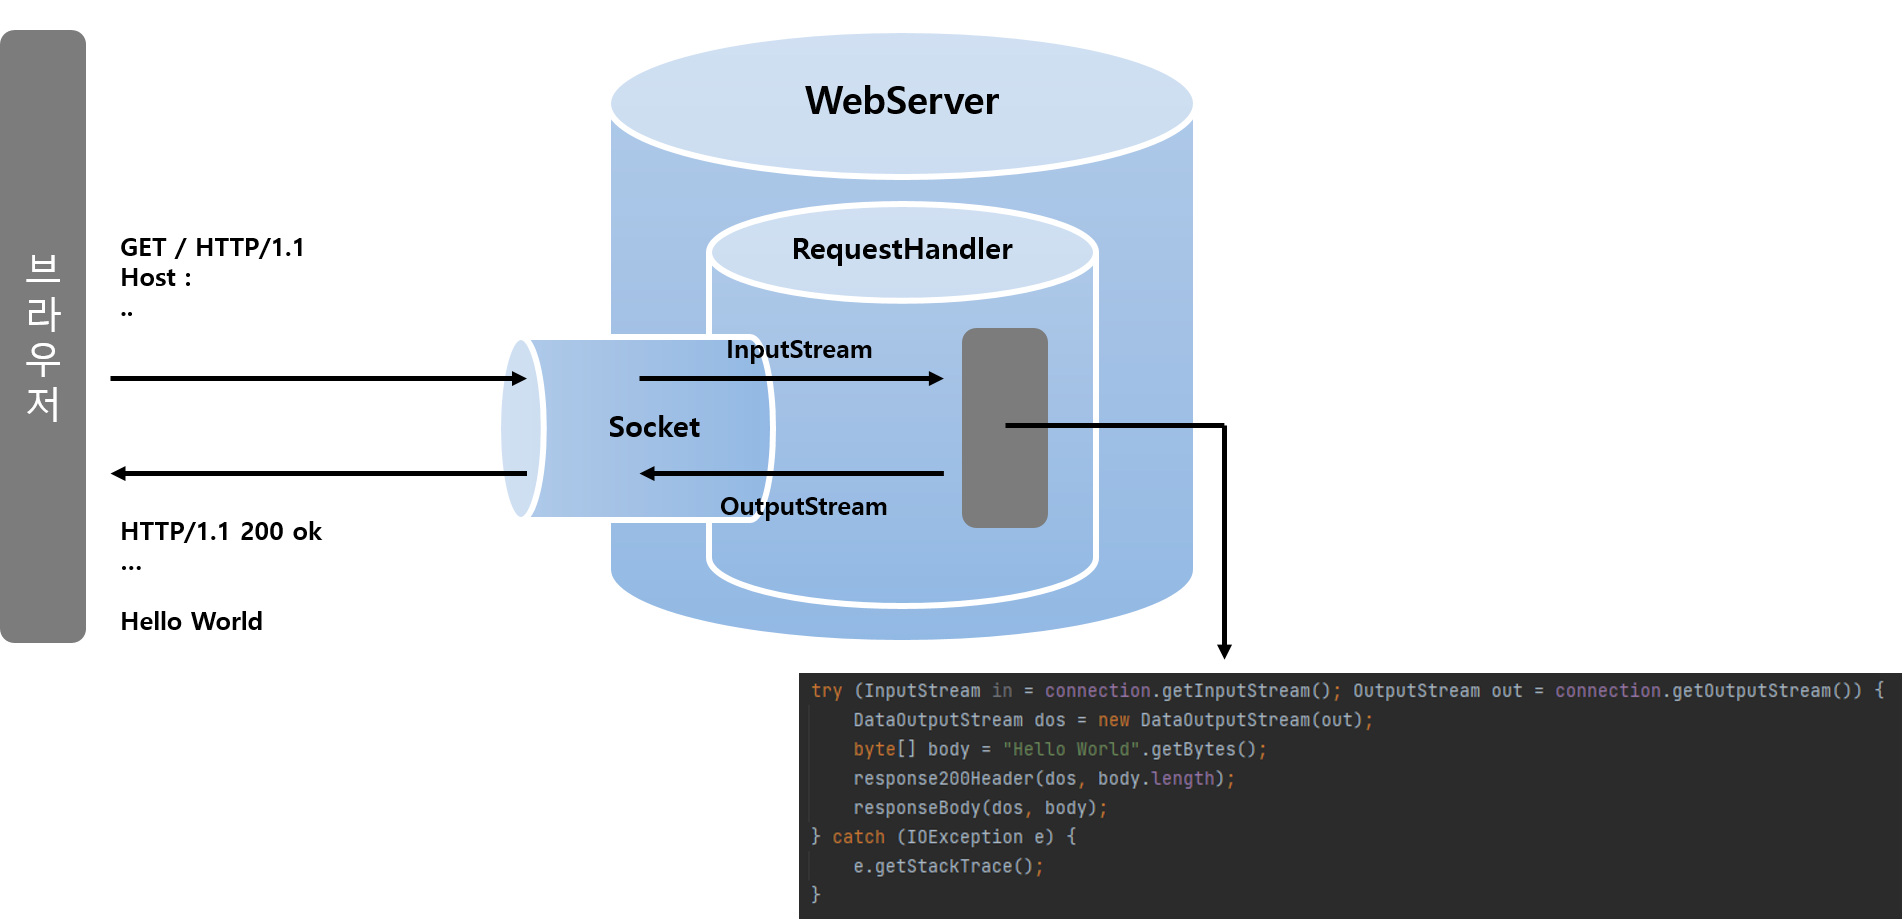 WebServer
브라우저
GET / HTTP/1.1
Host :
..
RequestHandler
InputStream
Socket
OutputStream
HTTP/1.1 200 ok
...
Hello World
try (InputStream in = connection.getInputStream(); OutputStream out = connection.getOutputStream()) {
    DataOutputStream dos = new DataOutputStream(out);
    byte[] body = "Hello World".getBytes();
    response200Header(dos, body.length);
    responseBody(dos, body);
} catch (IOException e) {
    e.getStackTrace();
}